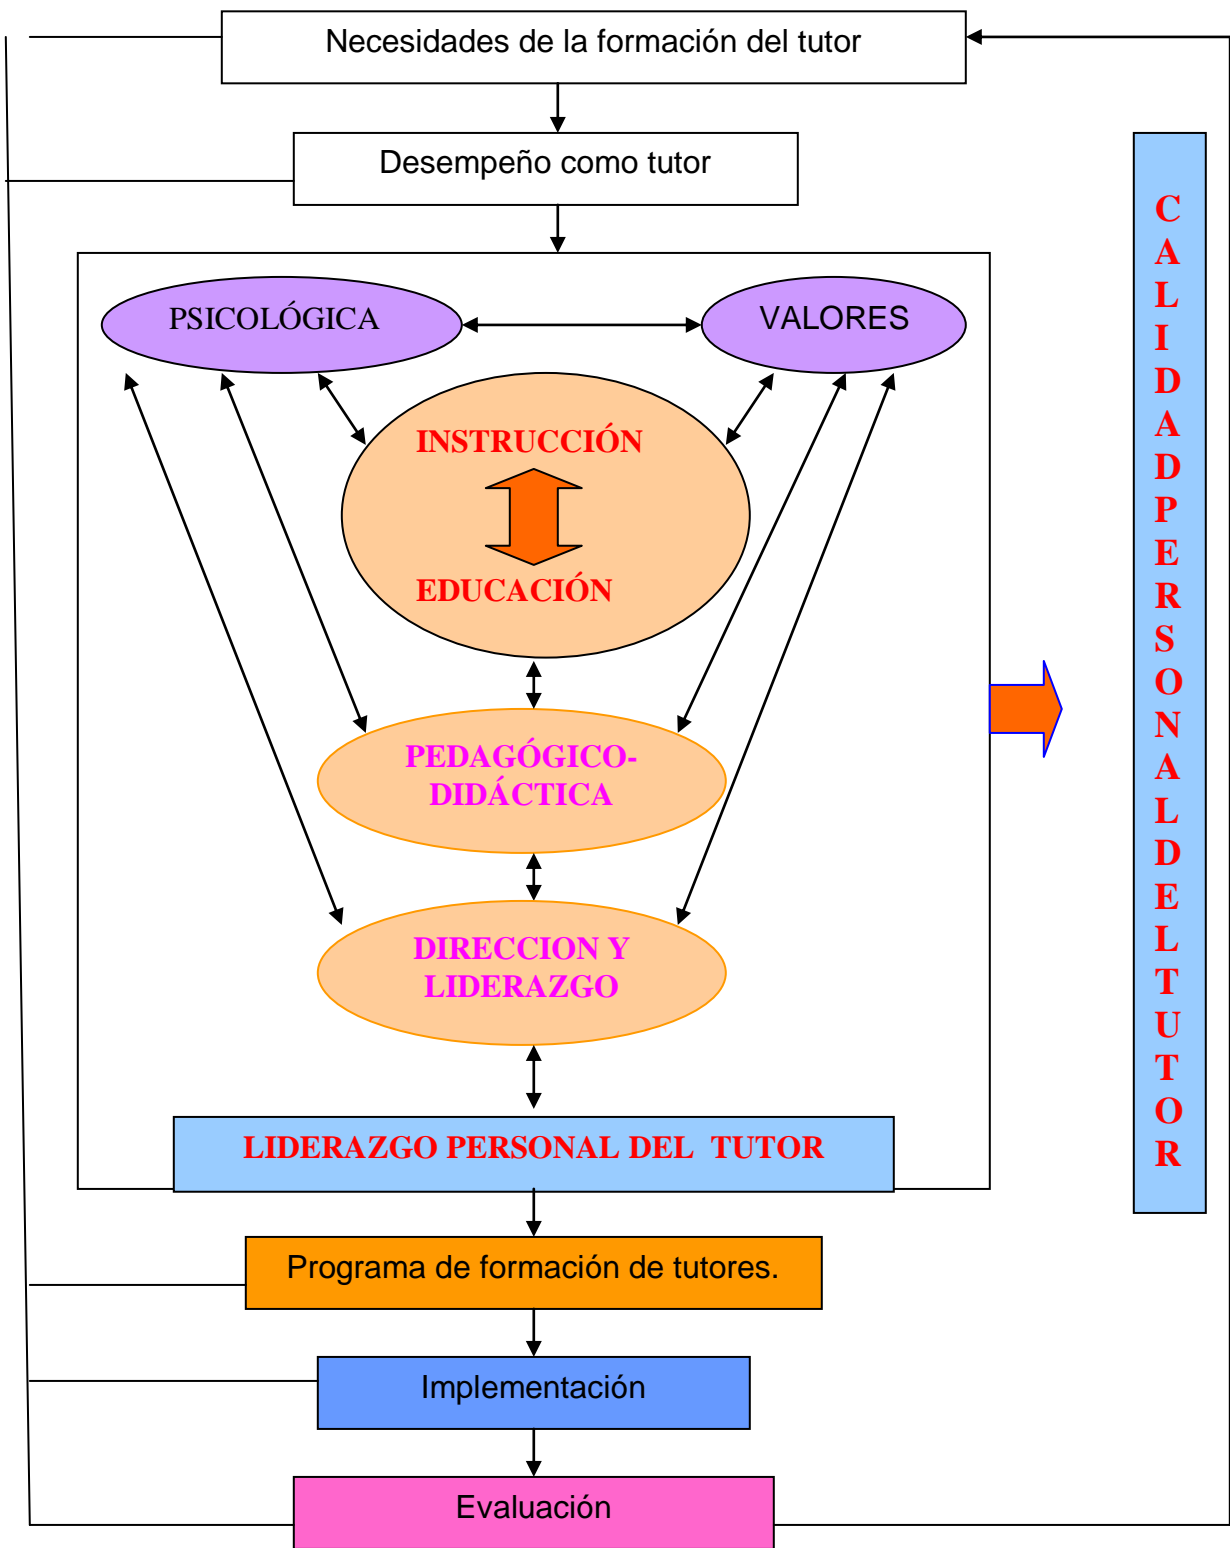 Necesidades de la formación del tutor
Desempeño como tutor
PSICOLÓGICA
VALORES
INSTRUCCIÓN
EDUCACIÓN
PEDAGÓGICO-
DIDÁCTICA
DIRECCION Y
LIDERAZGO
LIDERAZGO PERSONAL DEL TUTOR
Programa de formación de tutores.
Implementación
Evaluación
C
A
L
I
D
A
D
P
E
R
S
O
N
A
L
D
E
L
T
U
T
O
R